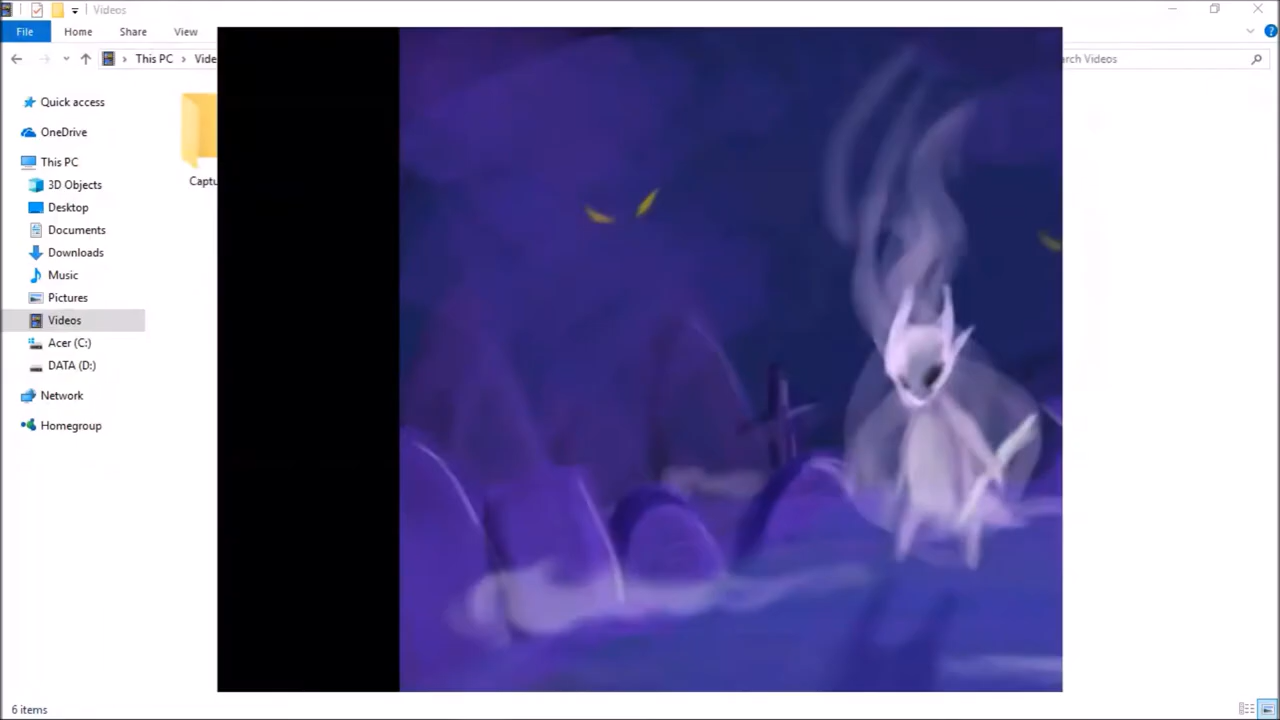 Videos
File Home Share View
This PC Vide
arch Videos
Quick access
OneDrive
This PC
3D Objects
Desktop
Documents
Downloads
Music
Pictures
Videos
Acer (C:)
DATA (D:)
Network
Homegroup
Captu
6 items